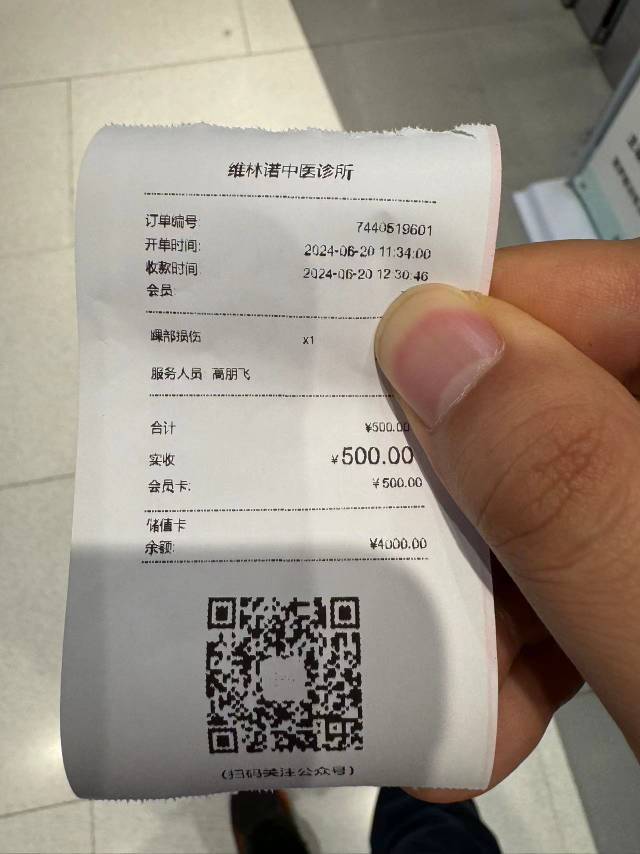 维林谱中医诊所
订单编号: 7440519601
开单时间: 2024-06-20 11:34:00
收款时间: 2024-06-20 12:30:46
会员:
踝部损伤 x1
服务人员: 高朋飞
合计 ¥500.00
实收 ¥500.00
会员卡: ¥500.00
储值卡
余额: ¥4000.00
(扫码关注公众号)